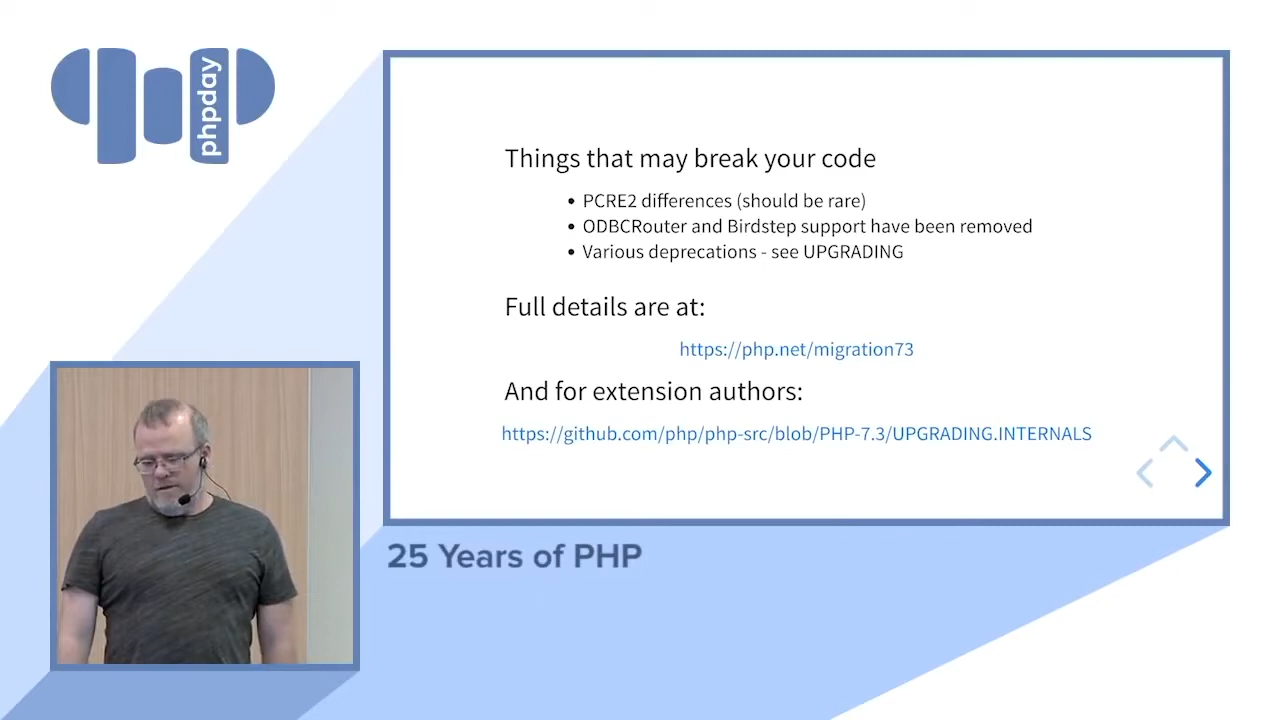 phpday
Things that may break your code
• PCRE2 differences (should be rare)
• ODBCRouter and Birdstep support have been removed
• Various deprecations - see UPGRADING
Full details are at:
https://php.net/migration73
And for extension authors:
https://github.com/php/php-src/blob/PHP-7.3/UPGRADING.INTERNALS
25 Years of PHP